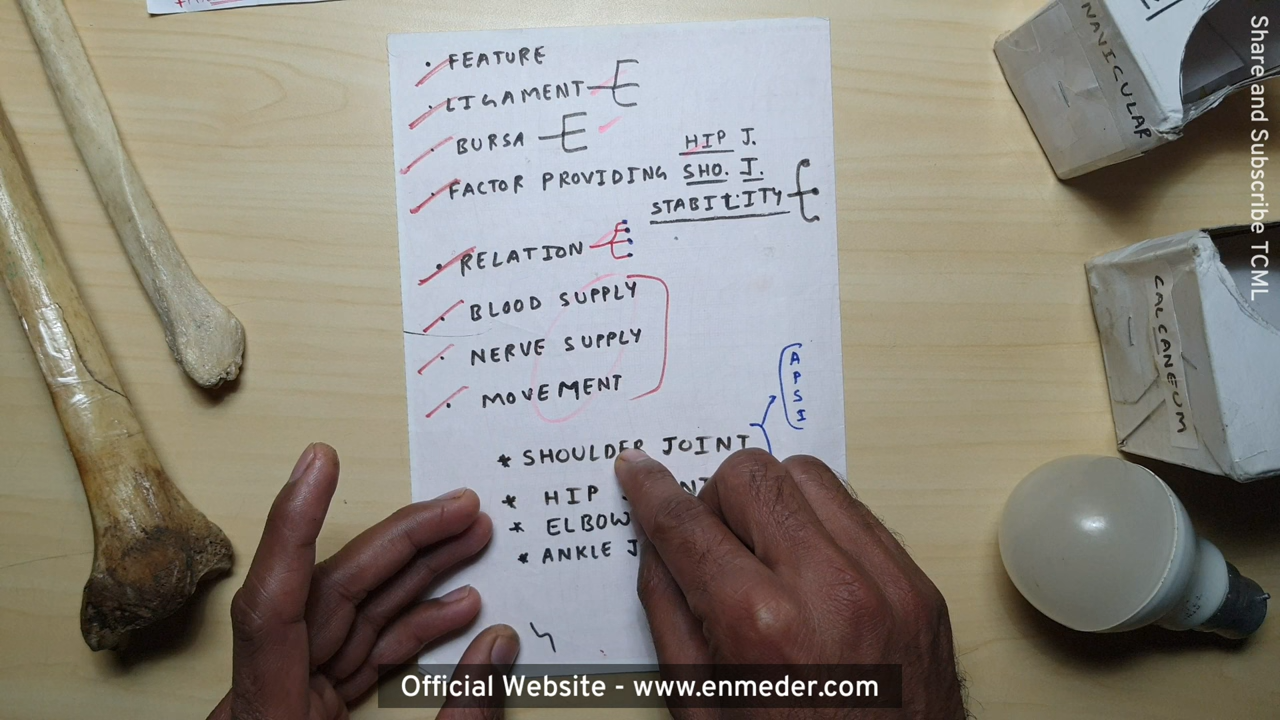 FEATURE
LIGAMENT
BURSA
HIP J.
FACTOR PROVIDING SHO. J.
STABILITY
RELATION
BLOOD SUPPLY
NERVE SUPPLY
MOVEMENT
A
P
S
I
* SHOULDER JOINT
* HIP
* ELBOW
* ANKLE J
NAVICULAR
CALCANEUM
Share and Subscribe TCML
Official Website - www.enmeder.com